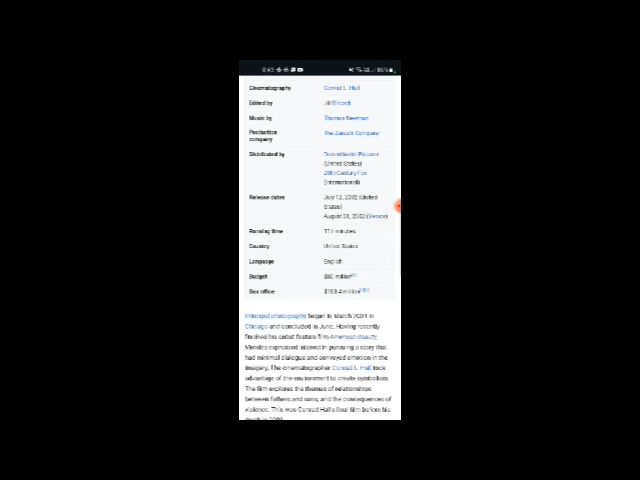 Cinematography Conrad L. Hall
Edited by Jill Bilcock
Music by Thomas Newman
Production The Zanuck Company
company
Distributed by DreamWorks Pictures
(United States)
20th Century Fox
(International)
Release dates July 12, 2002 (United
States)
August 31, 2002 (Venice)
Running time 117 minutes
Country United States
Language English
Budget $80 million
Box office
Principal photography began in March 2001 in
Chicago and concluded in June. Having recently
finished his debut feature film American Beauty,
Mendes expressed interest in pursuing a story that
had minimal dialogue and conveyed emotion in the
imagery. The cinematographer Conrad L. Hall took
advantage of the environment to create symbolism.
The film explores the themes of relationships
between fathers and sons, and the consequences of
violence. This was Conrad Hall's final film before his